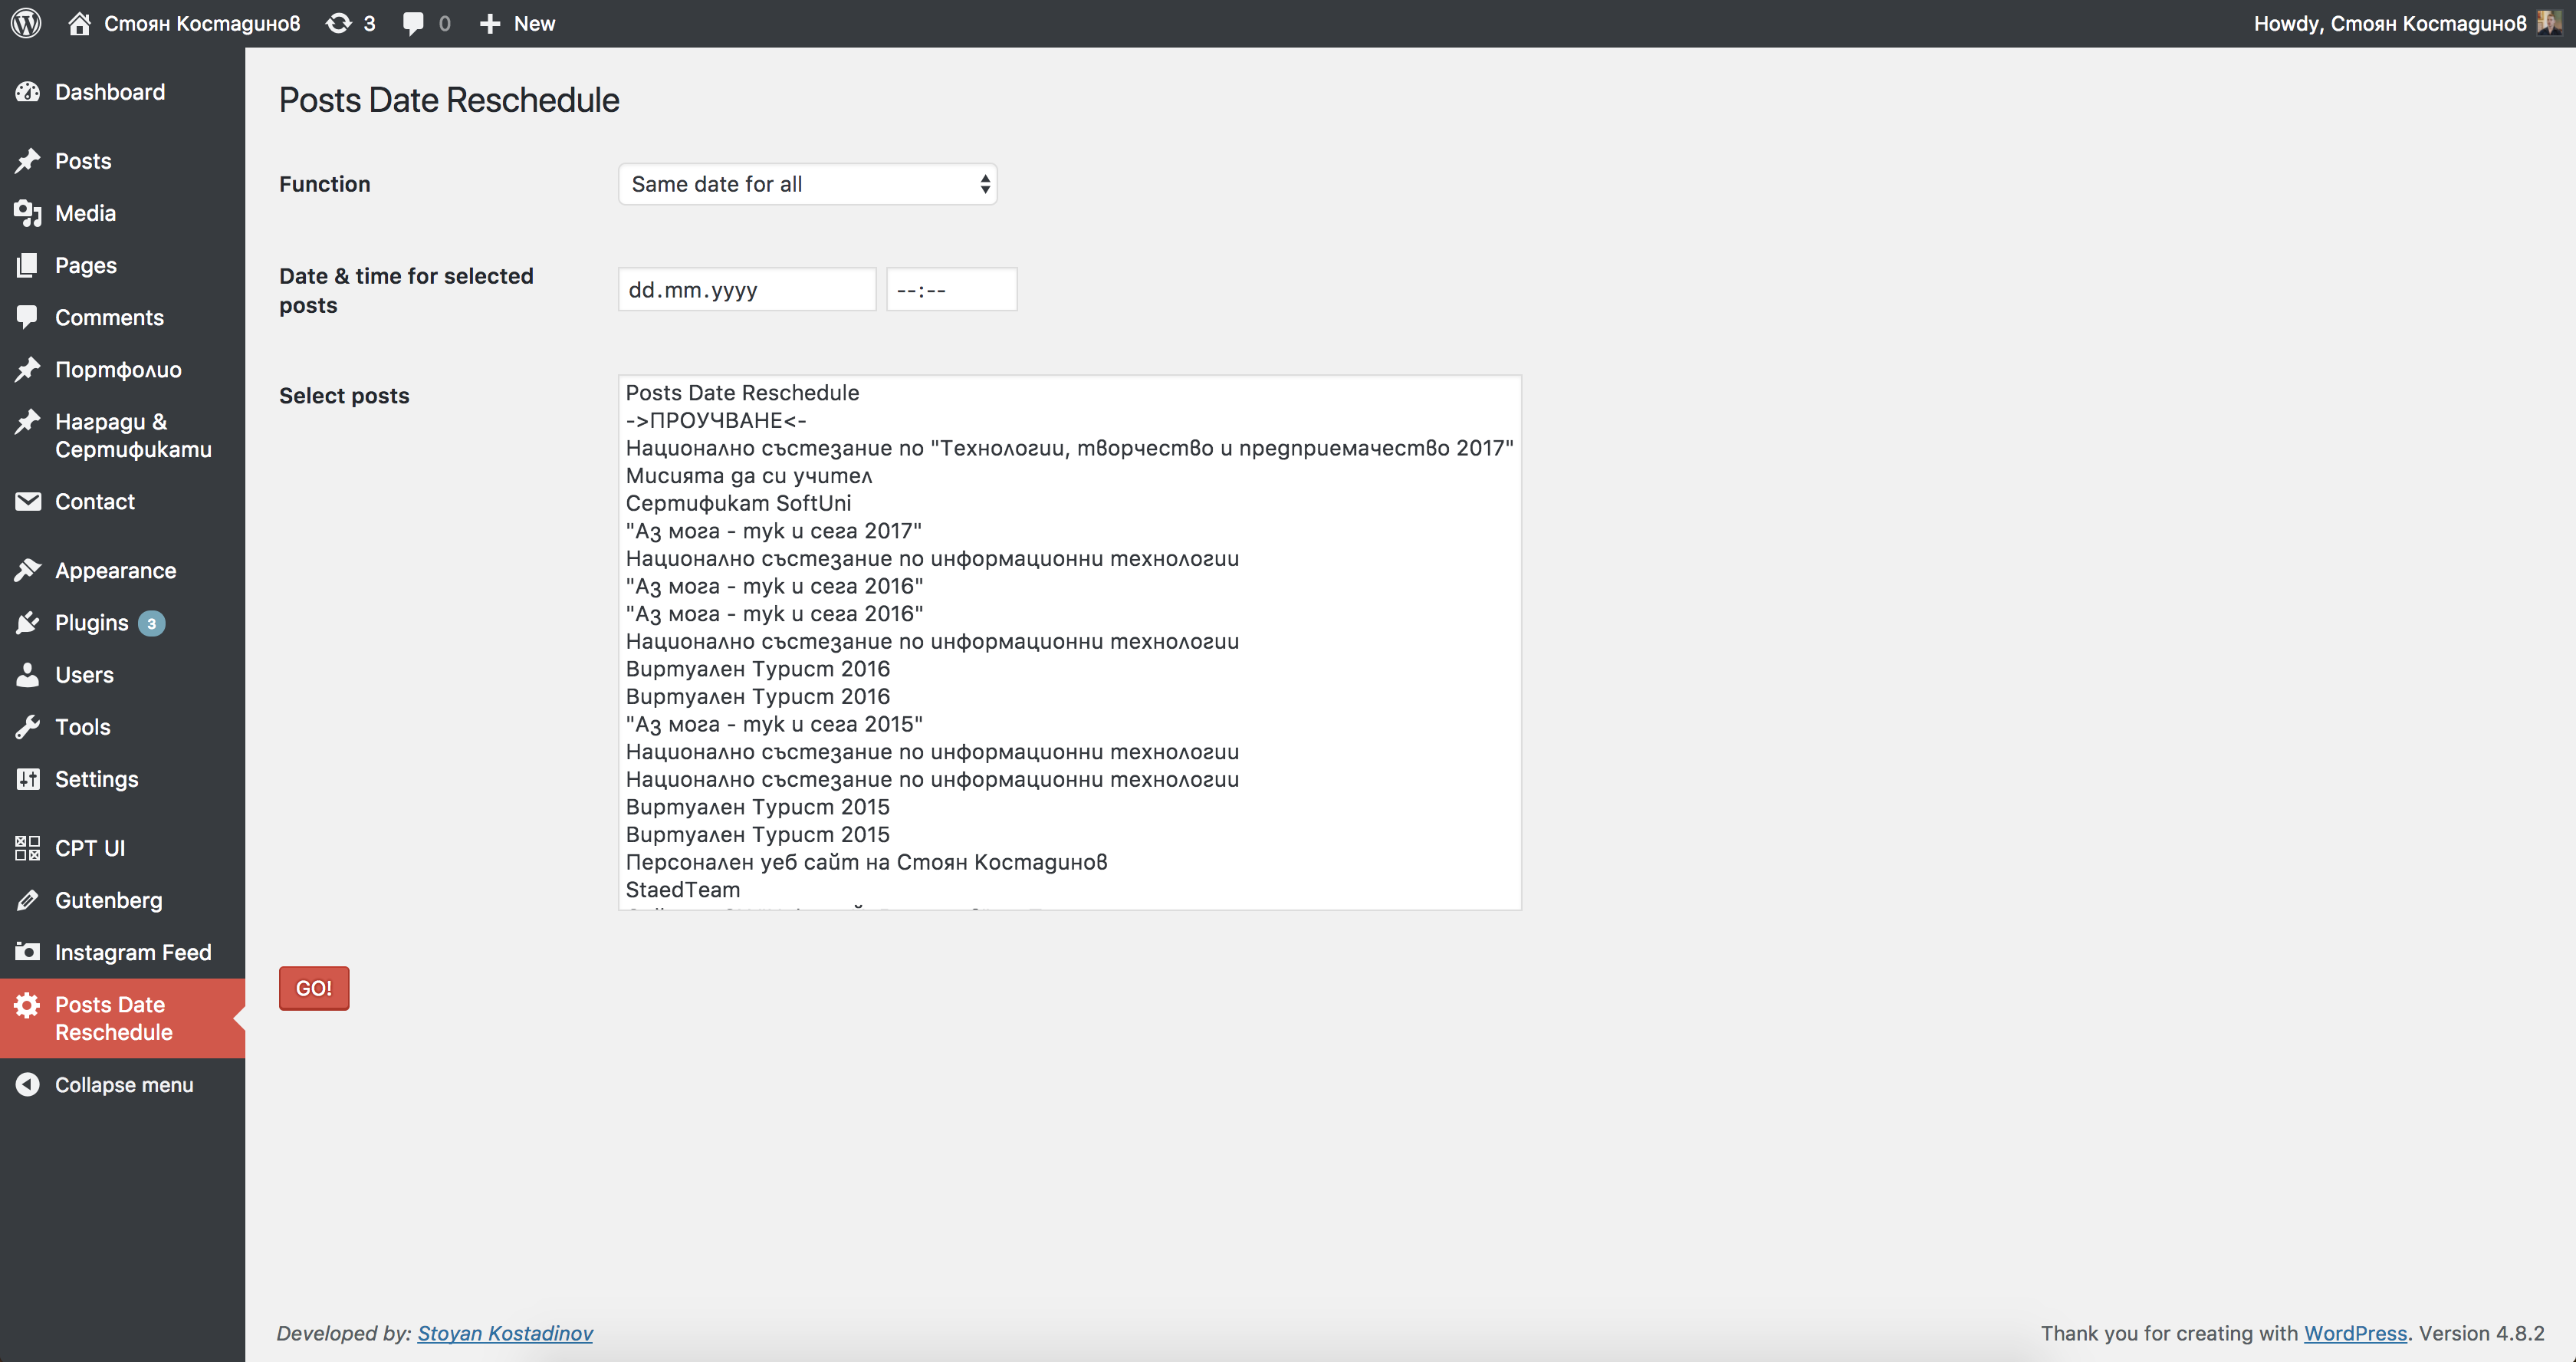 Стоян Костадинов 3 0 New
Howdy, Стоян Костадинов
Dashboard
Posts
Media
Pages
Comments
Портфолио
Награди &
Сертификати
Contact
Appearance
Plugins 3
Users
Tools
Settings
CPT UI
Gutenberg
Instagram Feed
Posts Date
Reschedule
Collapse menu
Posts Date Reschedule
Function
Same date for all
Date & time for selected
posts
dd.mm.yyyy
--:--
Select posts
Posts Date Reschedule
->ПРОУЧВАНЕ<-
Национално състезание по "Технологии, творчество и предприемачество 2017"
Мисията да си учител
Сертификат SoftUni
"Аз мога - тук и сега 2017"
Национално състезание по информационни технологии
"Аз мога - тук и сега 2016"
"Аз мога - тук и сега 2016"
Национално състезание по информационни технологии
Виртуален Турист 2016
Виртуален Турист 2016
"Аз мога - тук и сега 2015"
Национално състезание по информационни технологии
Национално състезание по информационни технологии
Виртуален Турист 2015
Виртуален Турист 2015
Персонален уеб сайт на Стоян Костадинов
StaedTeam
GO!
Developed by: Stoyan Kostadinov
Thank you for creating with WordPress. Version 4.8.2